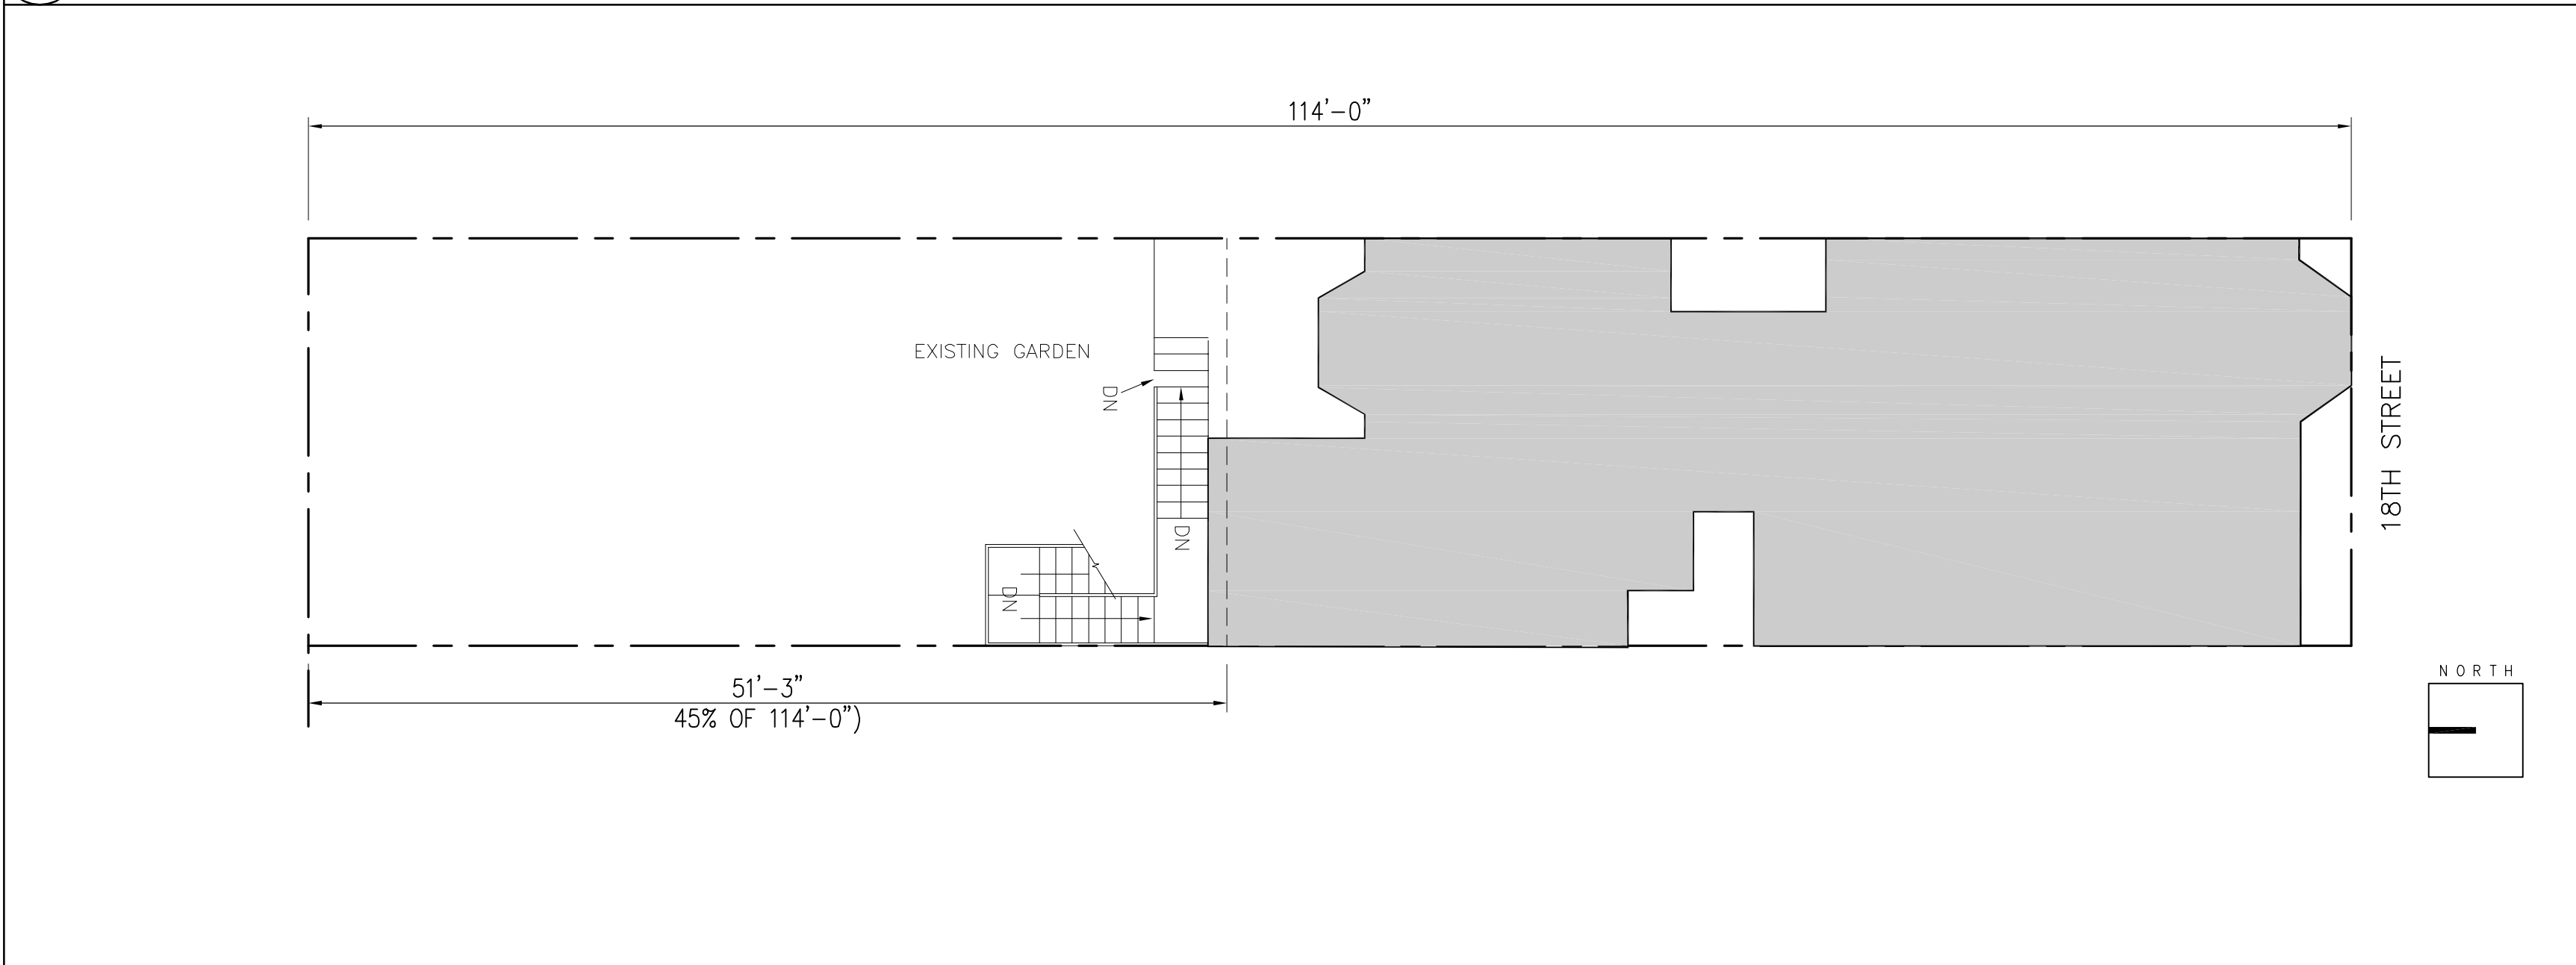 114'-0"
EXISTING GARDEN
DN
DN
DN
18TH STREET
51'-3"
45% OF 114'-0")
NORTH